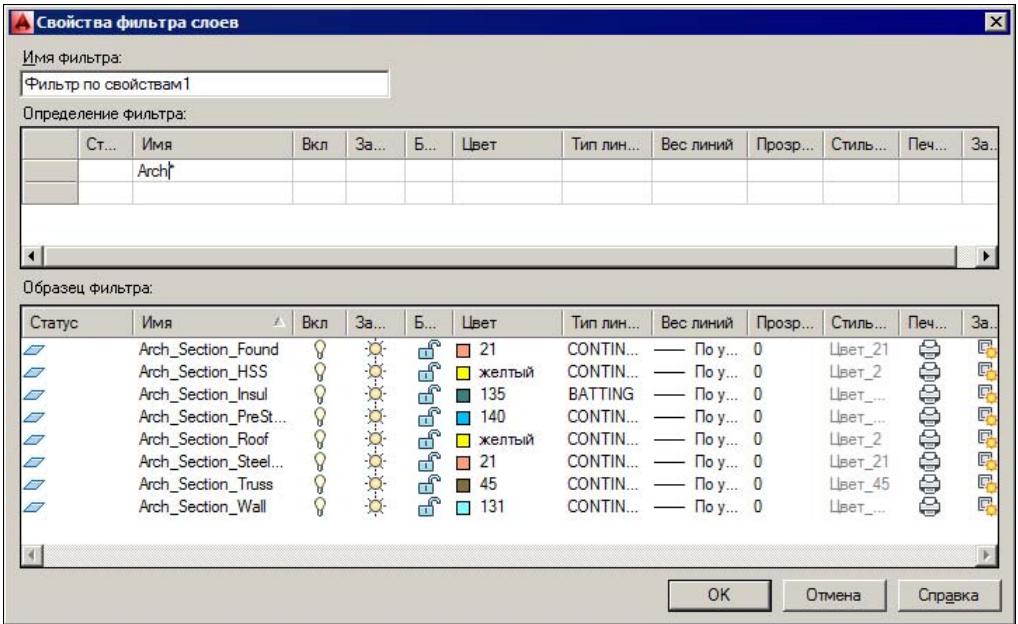 Свойства фильтра слоев
Имя фильтра:
Фильтр по свойствам1
Определение фильтра:
Ст... Имя Вкл За... Б... Цвет Тип лин... Вес линий Прозр... Стиль... Печ... За..
Arch*
Образец фильтра:
Статус Имя Вкл За... Б... Цвет Тип лин... Вес линий Прозр... Стиль... Печ... За..
Arch_Section_Found 21 CONTIN... По у... 0 Цвет_21
Arch_Section_HSS желтый CONTIN... По у... 0 Цвет_2
Arch_Section_Insul 135 BATTING По у... 0 Цвет_...
Arch_Section_PreSt... 140 CONTIN... По у... 0 Цвет_...
Arch_Section_Roof желтый CONTIN... По у... 0 Цвет_2
Arch_Section_Steel... 21 CONTIN... По у... 0 Цвет_21
Arch_Section_Truss 45 CONTIN... По у... 0 Цвет_45
Arch_Section_Wall 131 CONTIN... По у... 0 Цвет_...
OK Отмена Справка